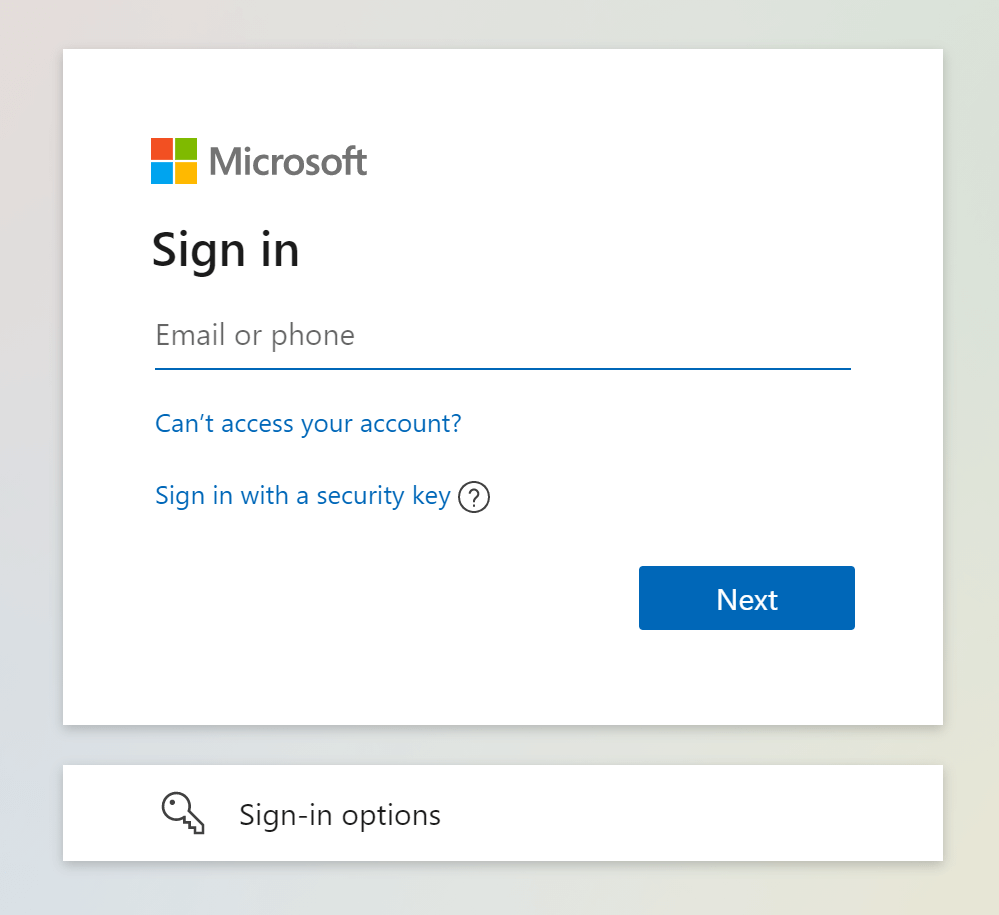 Microsoft
Sign in
Email or phone
Can’t access your account?
Sign in with a security key ?
Next
Sign-in options